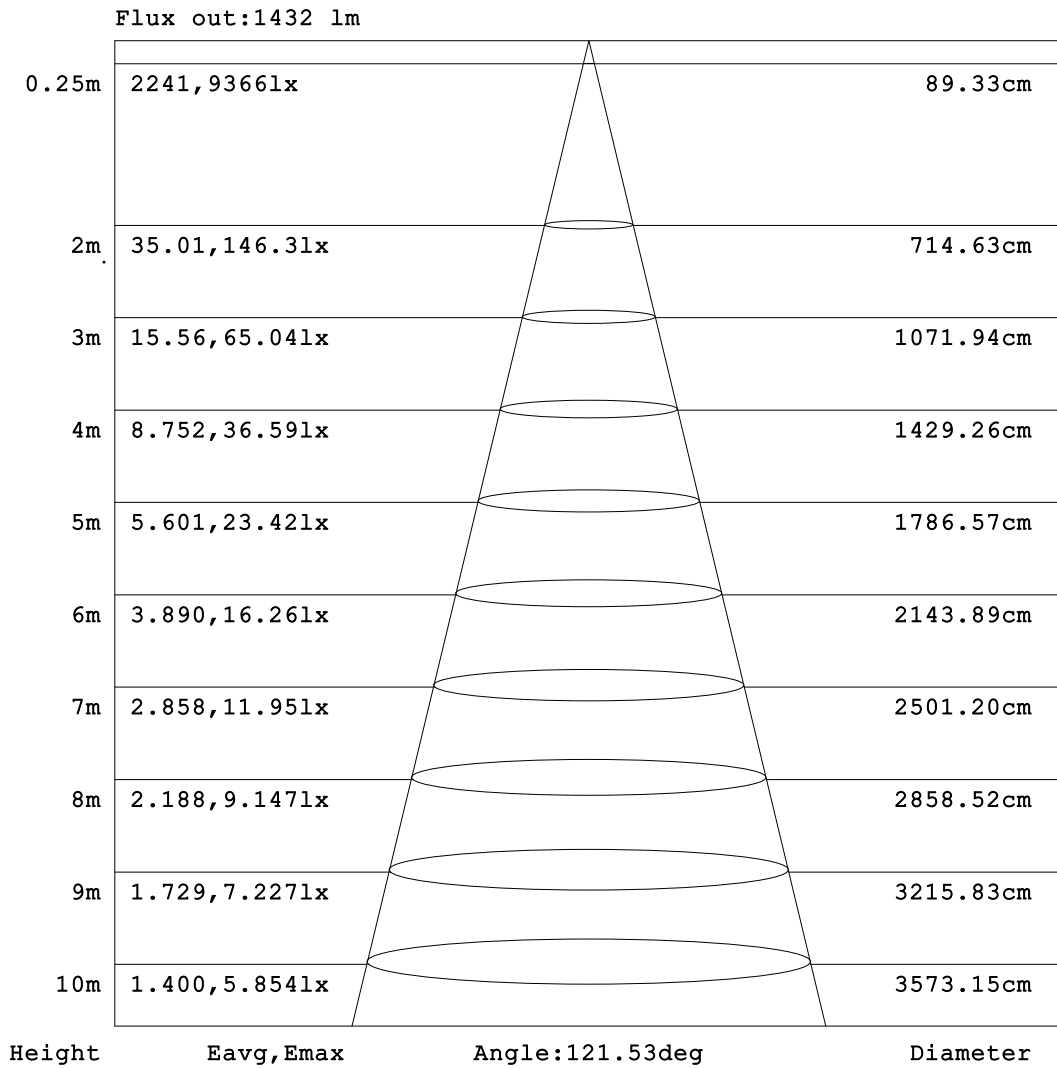 Flux out:1432 lm
0.25m 2241,9366lx 89.33cm
2m 35.01,146.3lx 714.63cm
3m 15.56,65.04lx 1071.94cm
4m 8.752,36.59lx 1429.26cm
5m 5.601,23.42lx 1786.57cm
6m 3.890,16.26lx 2143.89cm
7m 2.858,11.95lx 2501.20cm
8m 2.188,9.147lx 2858.52cm
9m 1.729,7.227lx 3215.83cm
10m 1.400,5.854lx 3573.15cm
Height Eavg,Emax Angle:121.53deg Diameter